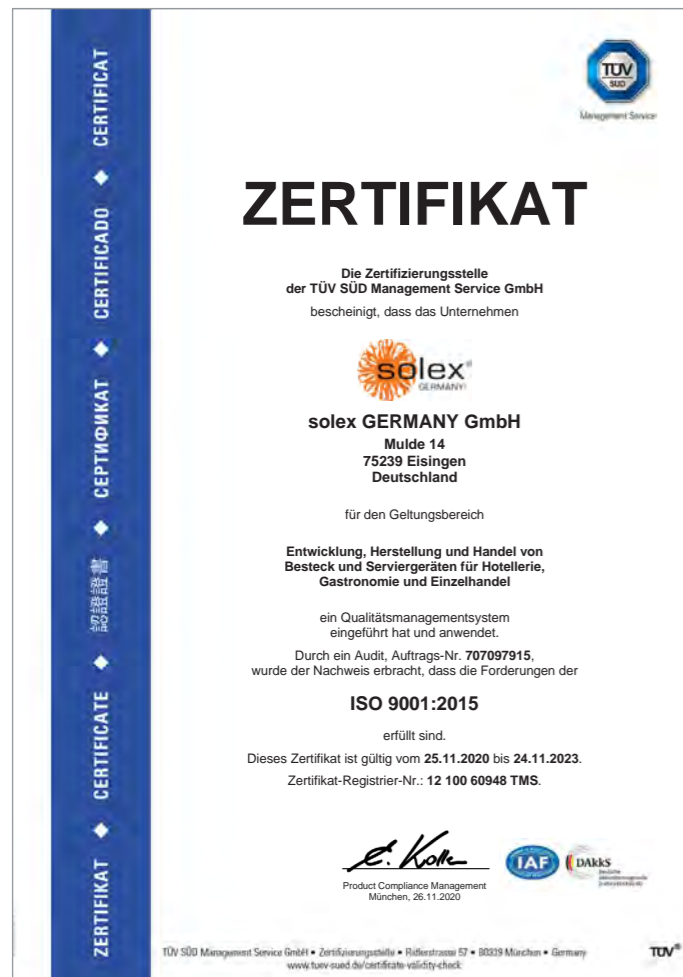 TÜV
SÜD
Management Service
ZERTIFIKAT
Die Zertifizierungsstelle
der TÜV SÜD Management Service GmbH
bescheinigt, dass das Unternehmen
solex®
GERMANY
solex GERMANY GmbH
Mulde 14
75239 Eisingen
Deutschland
für den Geltungsbereich
Entwicklung, Herstellung und Handel von
Besteck und Serviergeräten für Hotellerie,
Gastronomie und Einzelhandel
ein Qualitätsmanagementsystem
eingeführt hat und anwendet.
Durch ein Audit, Auftrags-Nr. 707097915,
wurde der Nachweis erbracht, dass die Forderungen der
ISO 9001:2015
erfüllt sind.
Dieses Zertifikat ist gültig vom 25.11.2020 bis 24.11.2023.
Zertifikat-Registrier-Nr.: 12 100 60948 TMS.
E. Kolle
Product Compliance Management
München, 26.11.2020
IAF
DAkkS
Deutsche
Akkreditierungsstelle
TÜV SÜD Management Service GmbH • Zertifizierungsstelle • Ridlerstrasse 57 • 80339 München • Germany
www.tuev-sued.de/certificate-validity-check
TÜV®
ZERTIFIKAT ◆ CERTIFICATE ◆ 認證證書 ◆ СЕРТИФИКАТ ◆ CERTIFICADO ◆ CERTIFICAT